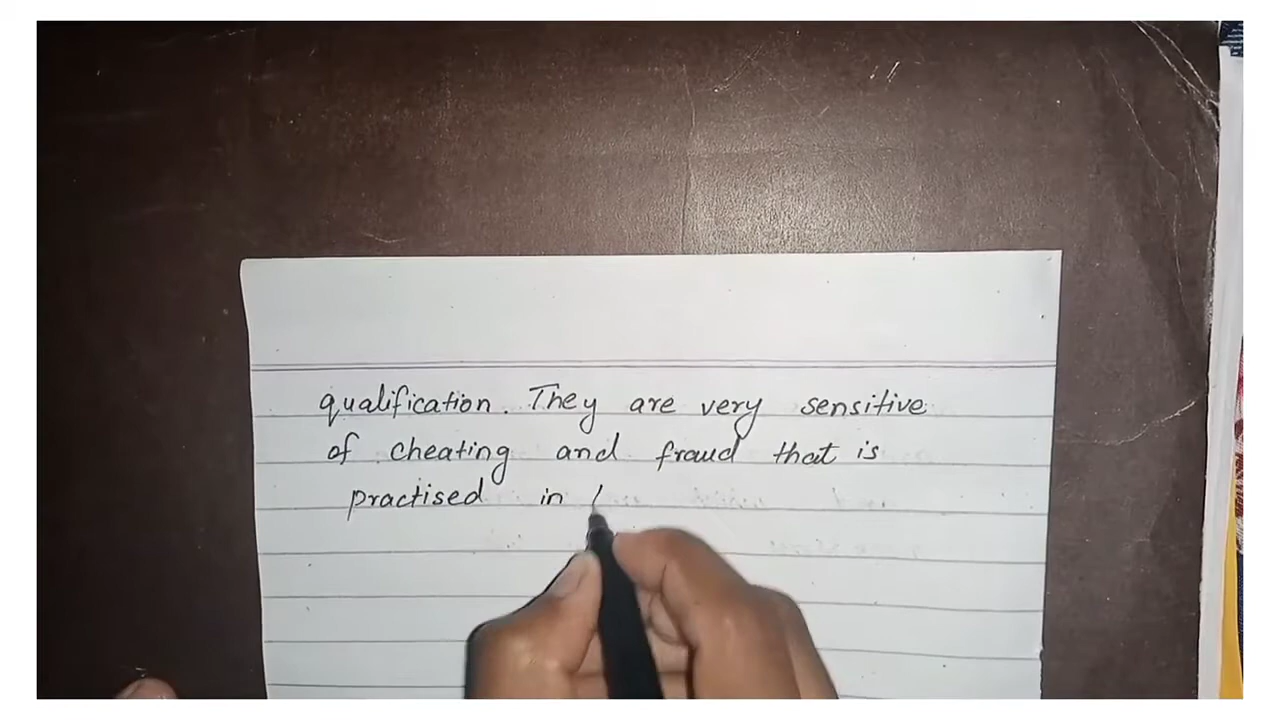 qualification. They are very sensitive
of cheating and fraud that is
practised in